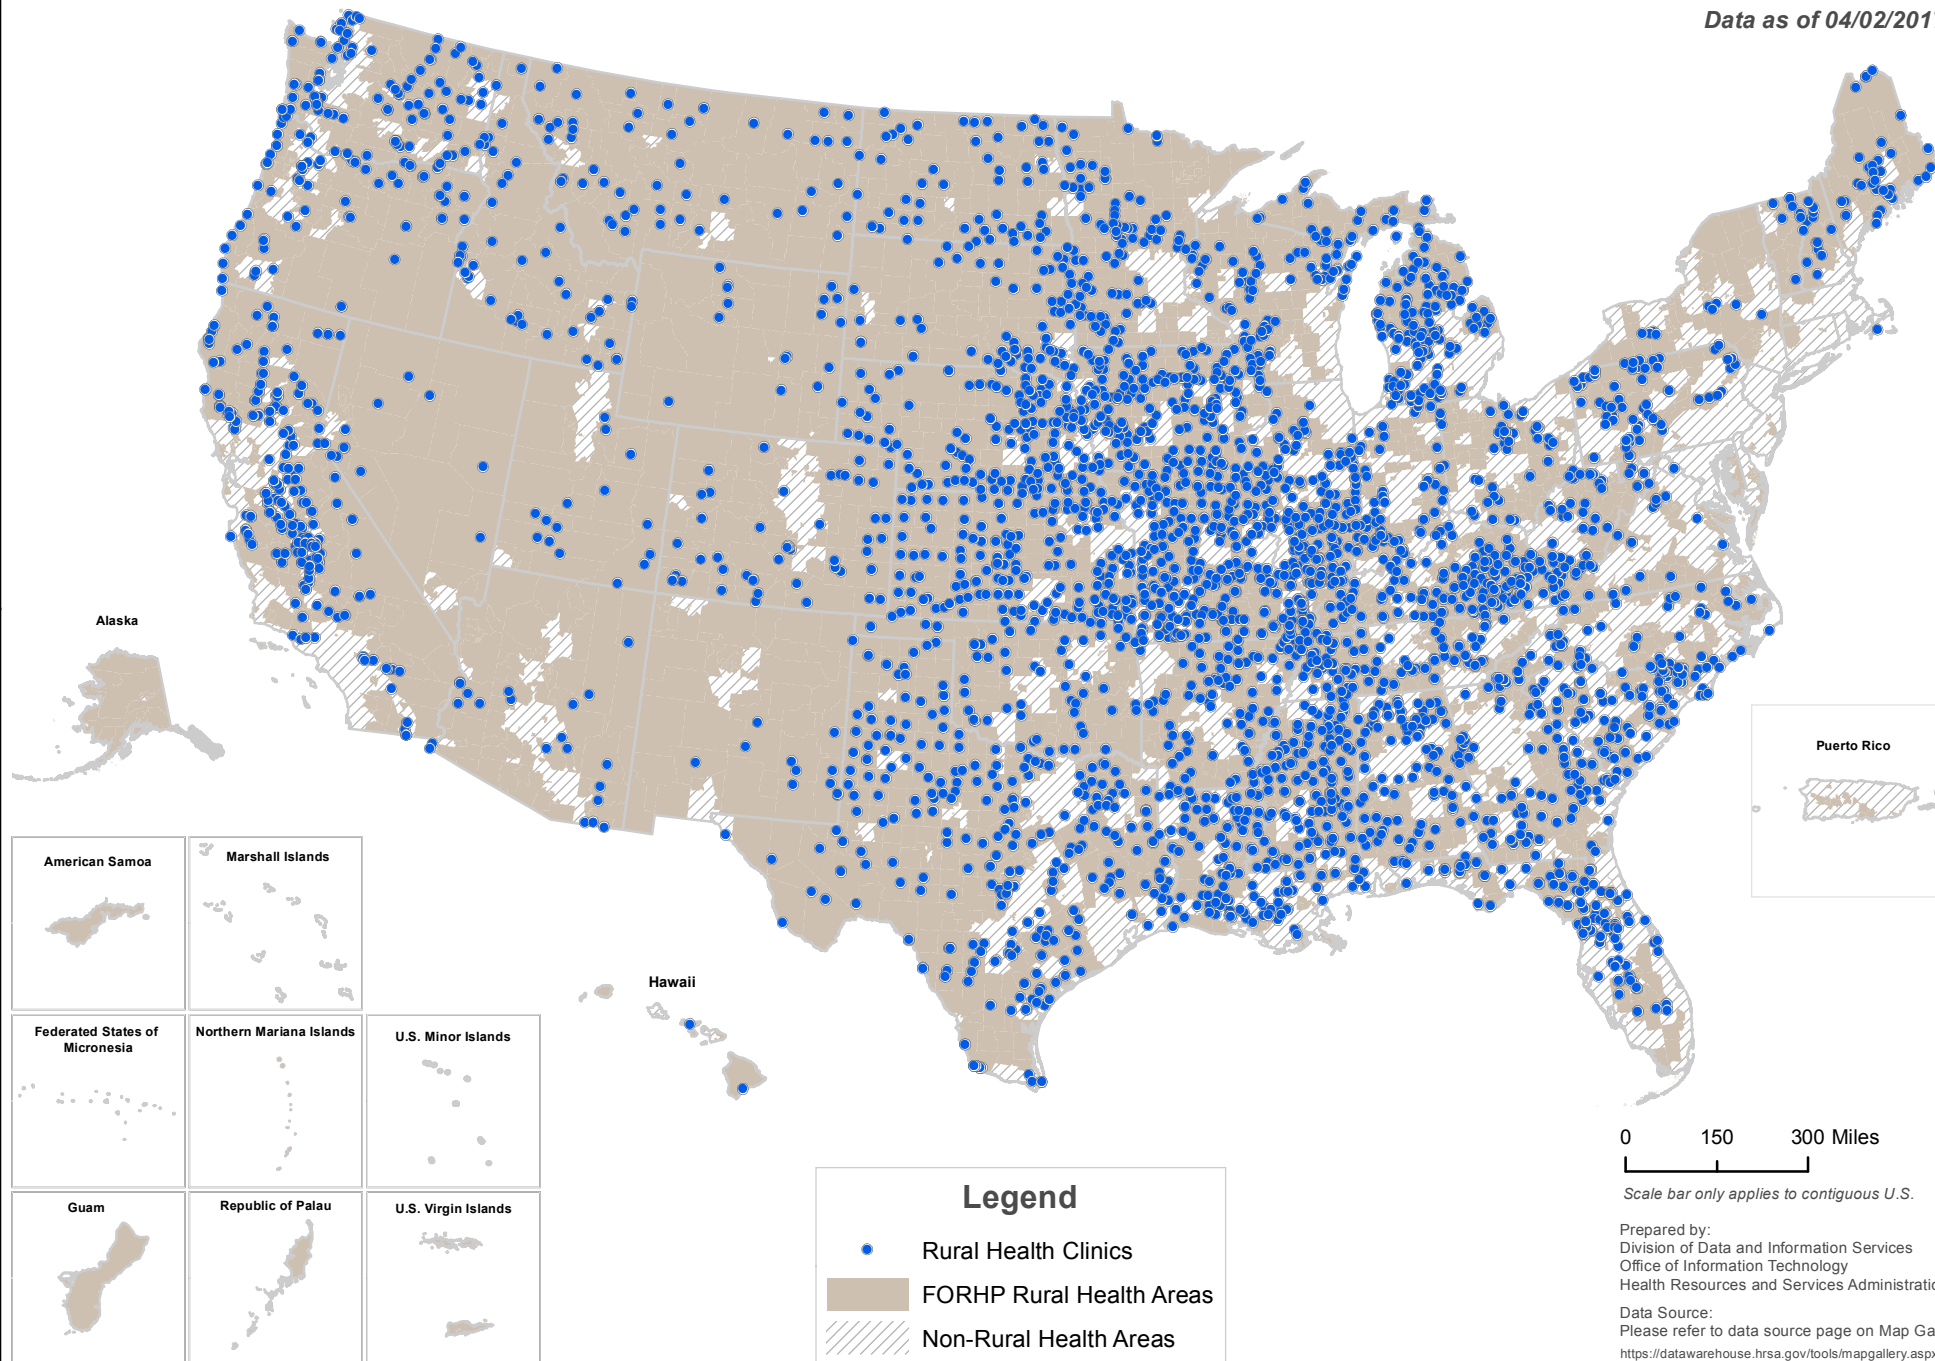 Data as of 04/02/201
Alaska
Puerto Rico
American Samoa
Marshall Islands
Hawaii
Federated States of
Micronesia
Northern Mariana Islands
U.S. Minor Islands
Guam
Republic of Palau
U.S. Virgin Islands
Legend
Rural Health Clinics
FORHP Rural Health Areas
Non-Rural Health Areas
0 150 300 Miles
Scale bar only applies to contiguous U.S.
Prepared by:
Division of Data and Information Services
Office of Information Technology
Health Resources and Services Administratio
Data Source:
Please refer to data source page on Map Ga
https://datawarehouse.hrsa.gov/tools/mapgallery.aspx